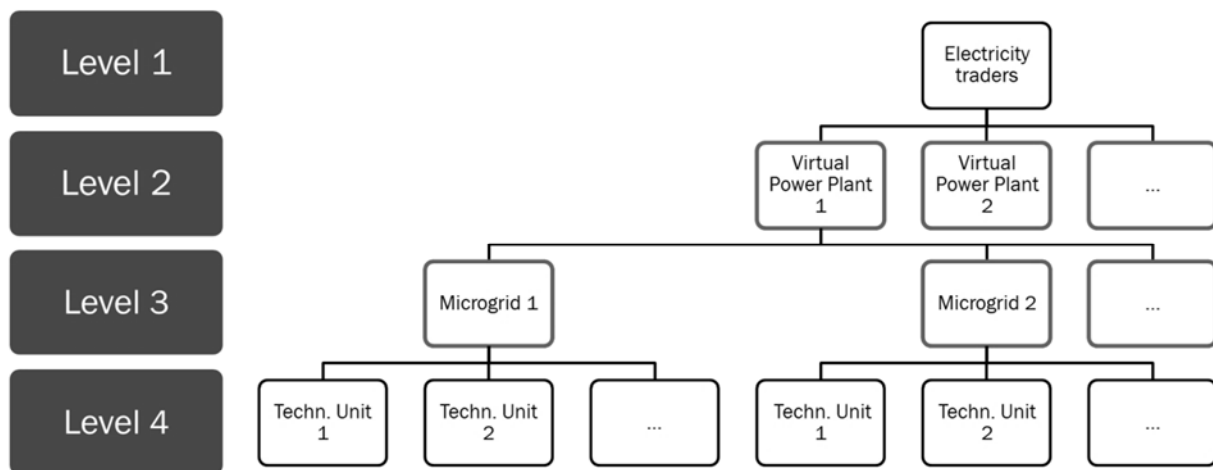 Level 1
Electricity
traders
Level 2
Virtual
Power Plant
1
Virtual
Power Plant
2
...
Level 3
Microgrid 1
Microgrid 2
...
Level 4
Techn. Unit
1
Techn. Unit
2
...
Techn. Unit
1
Techn. Unit
2
...